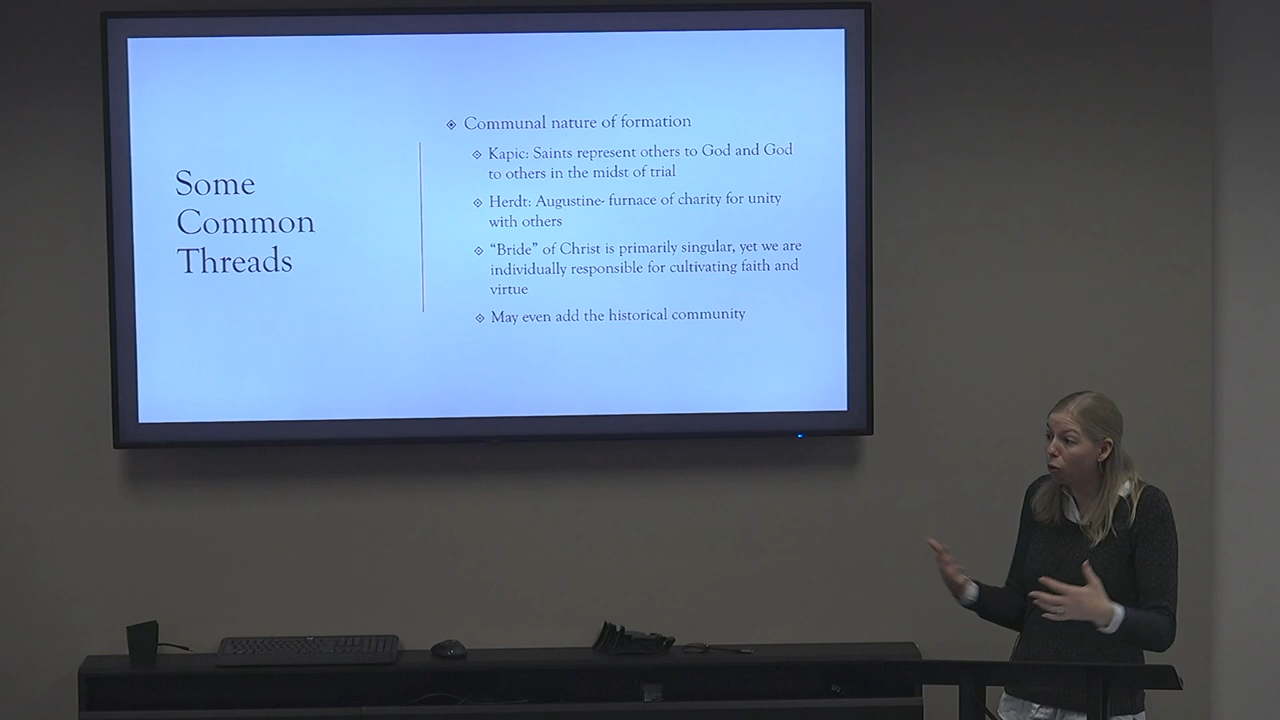 Some
Common
Threads
Communal nature of formation
Kapic: Saints represent others to God and God
to others in the midst of trial
Herdt: Augustine- furnace of charity for unity
with others
“Bride” of Christ is primarily singular, yet we are
individually responsible for cultivating faith and
virtue
May even add the historical community